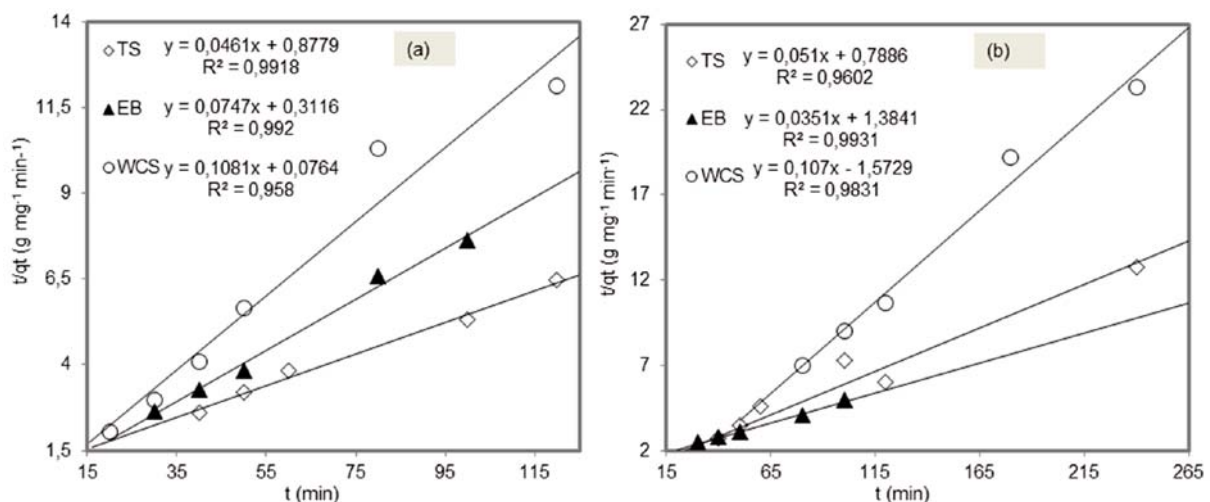 14
11,5
9
6,5
4
1,5
t/qt (g mg⁻¹ min⁻¹)
TS y = 0,0461x + 0,8779
R² = 0,9918
EB y = 0,0747x + 0,3116
R² = 0,992
WCS y = 0,1081x + 0,0764
R² = 0,958
(a)
15 35 55 75 95 115
t (min)
27
22
17
12
7
2
t/qt (g mg⁻¹ min⁻¹)
TS y = 0,051x + 0,7886
R² = 0,9602
EB y = 0,0351x + 1,3841
R² = 0,9931
WCS y = 0,107x - 1,5729
R² = 0,9831
(b)
15 65 115 165 215 265
t (min)